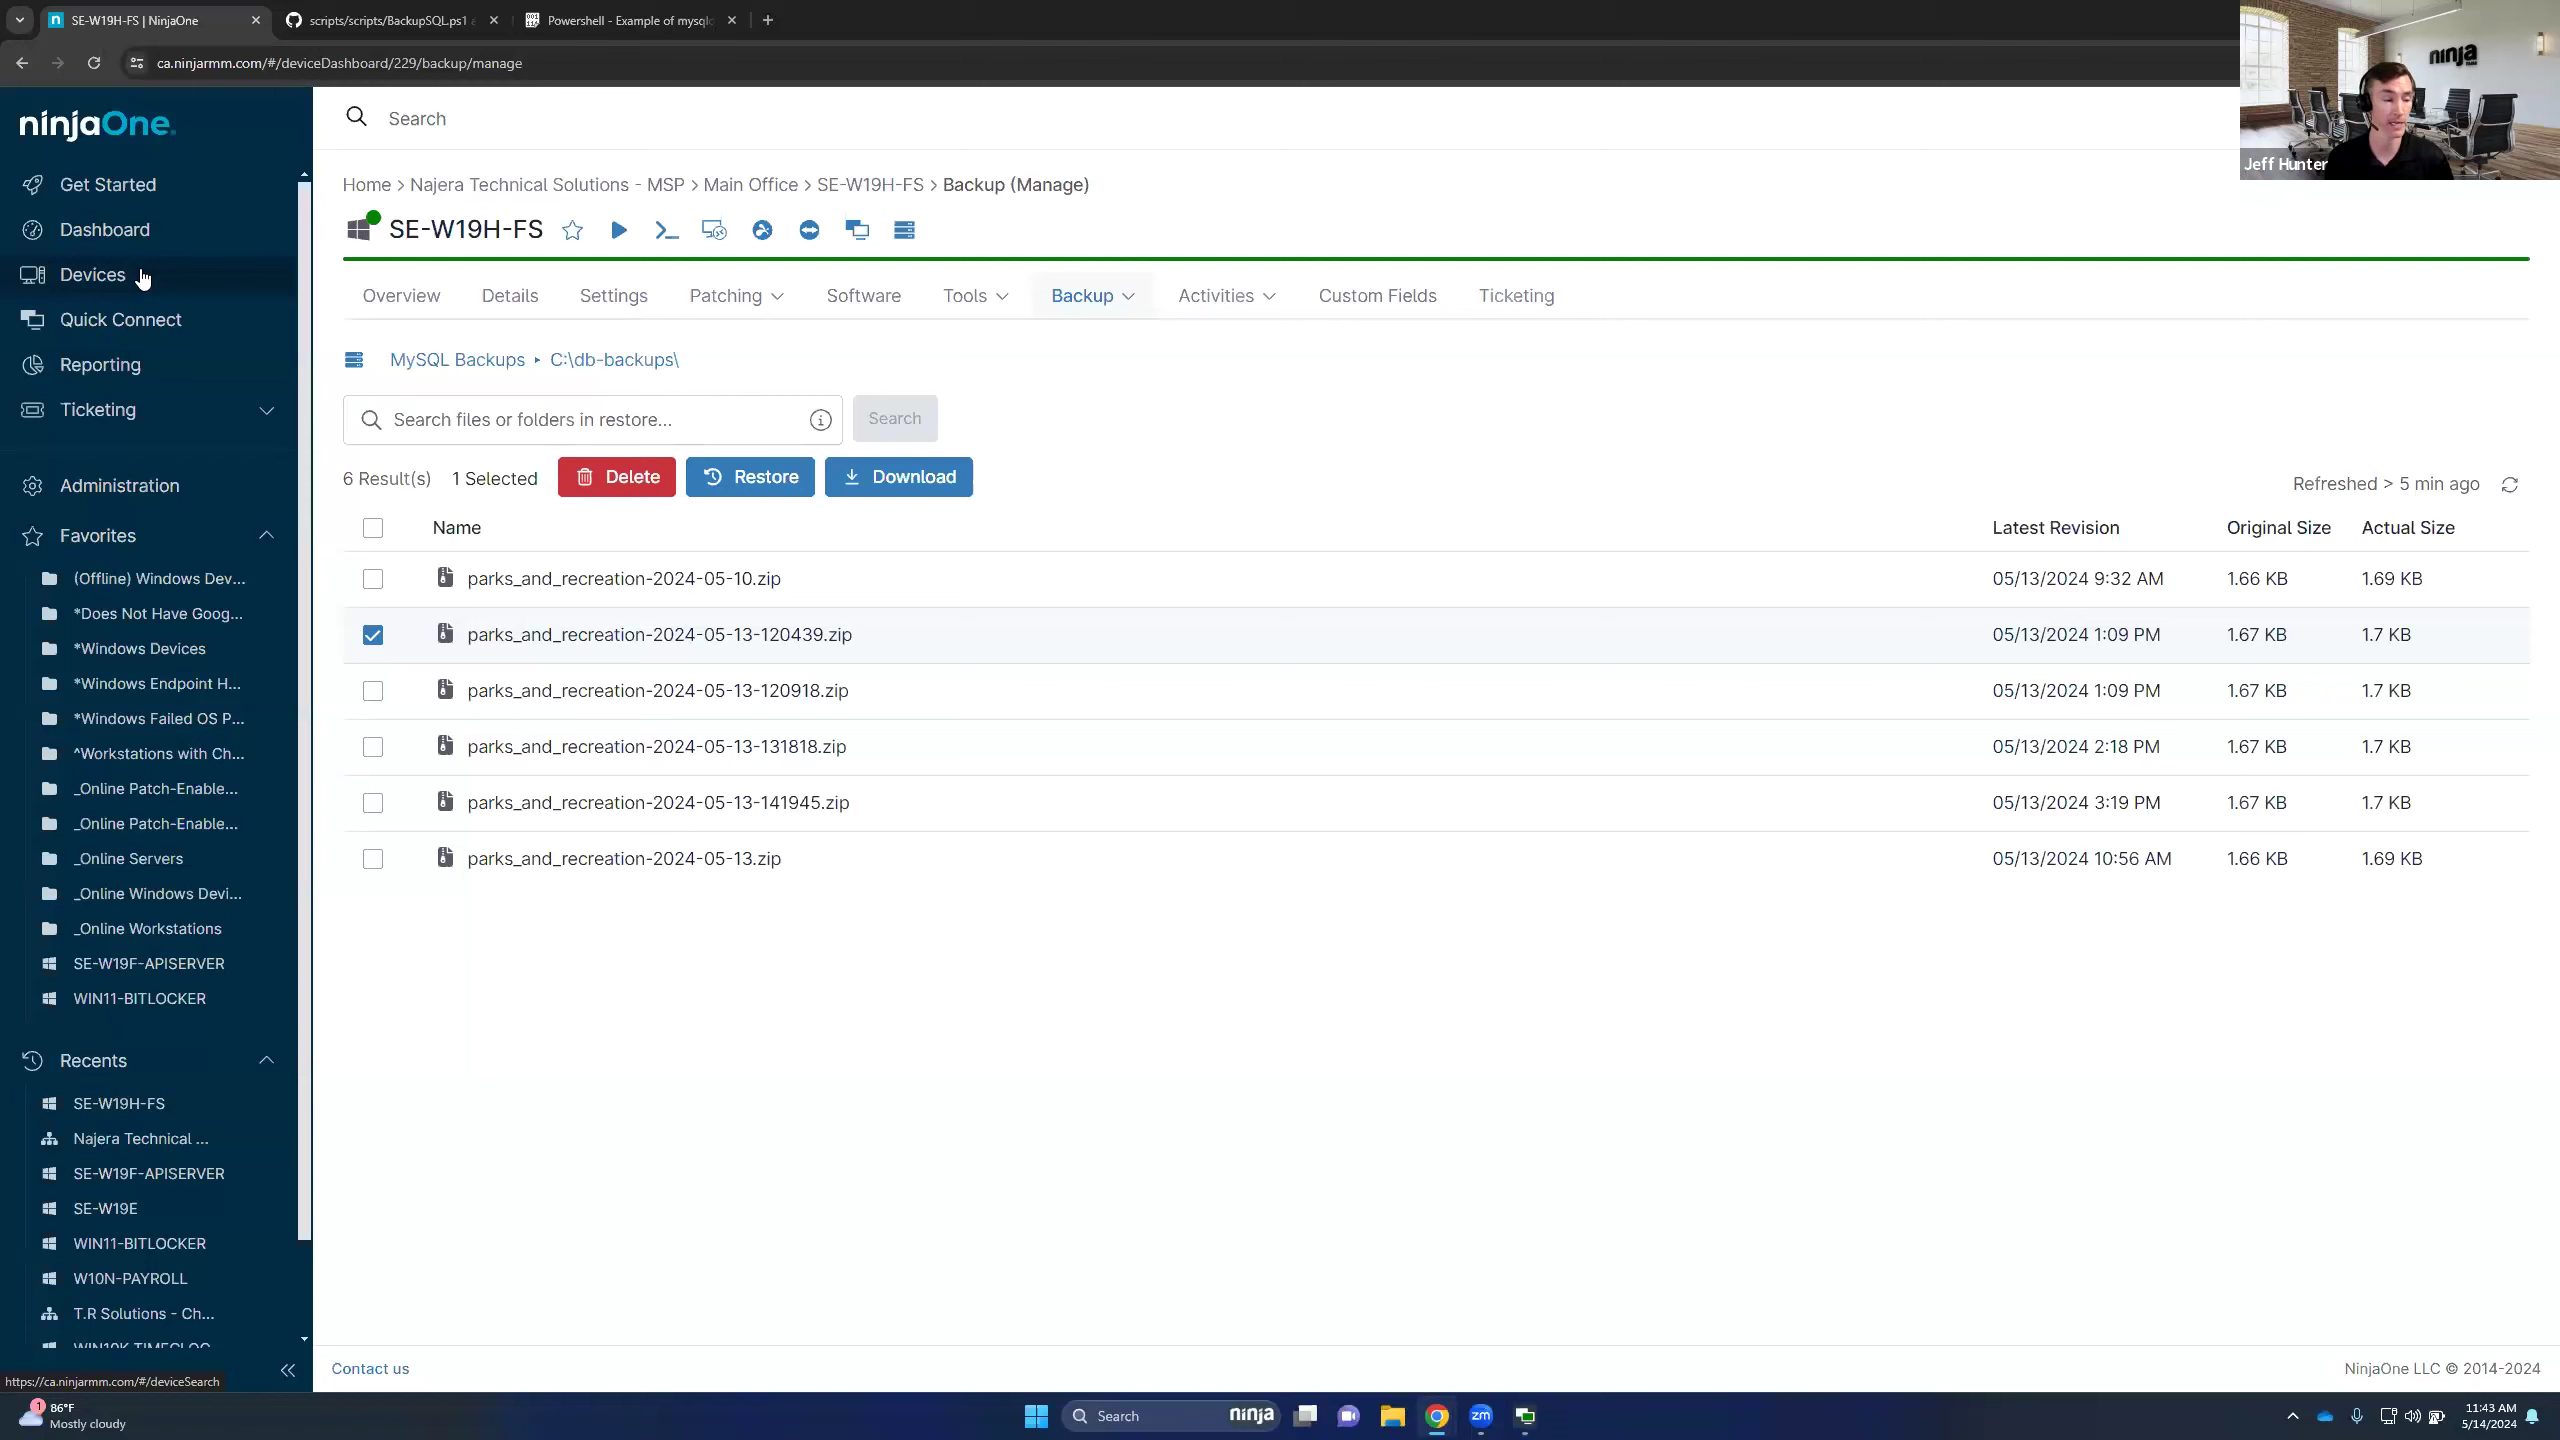 SE-W19H-FS | NinjaOne
scripts/scripts/BackupSQL.ps1 a
Powershell - Example of mysql
ca.ninjarmm.com/#/deviceDashboard/229/backup/manage
ninjaOne
Get Started
Dashboard
Devices
Quick Connect
Reporting
Ticketing
Administration
Favorites
(Offline) Windows Dev...
*Does Not Have Goog...
*Windows Devices
*Windows Endpoint H...
*Windows Failed OS P...
^Workstations with Ch...
_Online Patch-Enable...
_Online Patch-Enable...
_Online Servers
_Online Windows Devi...
_Online Workstations
SE-W19F-APISERVER
WIN11-BITLOCKER
Recents
SE-W19H-FS
Najera Technical ...
SE-W19F-APISERVER
SE-W19E
WIN11-BITLOCKER
W10N-PAYROLL
T.R Solutions - Ch...
https://ca.ninjarmm.com/#/deviceSearch
Search
Home > Najera Technical Solutions - MSP > Main Office > SE-W19H-FS > Backup (Manage)
SE-W19H-FS
Overview Details Settings Patching Software Tools Backup Activities Custom Fields Ticketing
MySQL Backups ▸ C:\db-backups\
Search files or folders in restore... Search
6 Result(s) 1 Selected Delete Restore Download Refreshed > 5 min ago
Name Latest Revision Original Size Actual Size
parks_and_recreation-2024-05-10.zip 05/13/2024 9:32 AM 1.66 KB 1.69 KB
parks_and_recreation-2024-05-13-120439.zip 05/13/2024 1:09 PM 1.67 KB 1.7 KB
parks_and_recreation-2024-05-13-120918.zip 05/13/2024 1:09 PM 1.67 KB 1.7 KB
parks_and_recreation-2024-05-13-131818.zip 05/13/2024 2:18 PM 1.67 KB 1.7 KB
parks_and_recreation-2024-05-13-141945.zip 05/13/2024 3:19 PM 1.67 KB 1.7 KB
parks_and_recreation-2024-05-13.zip 05/13/2024 10:56 AM 1.66 KB 1.69 KB
Contact us
NinjaOne LLC © 2014-2024
ninja
Jeff Hunter
1
86°F
Mostly cloudy
Search
ninja
zm
11:43 AM
5/14/2024